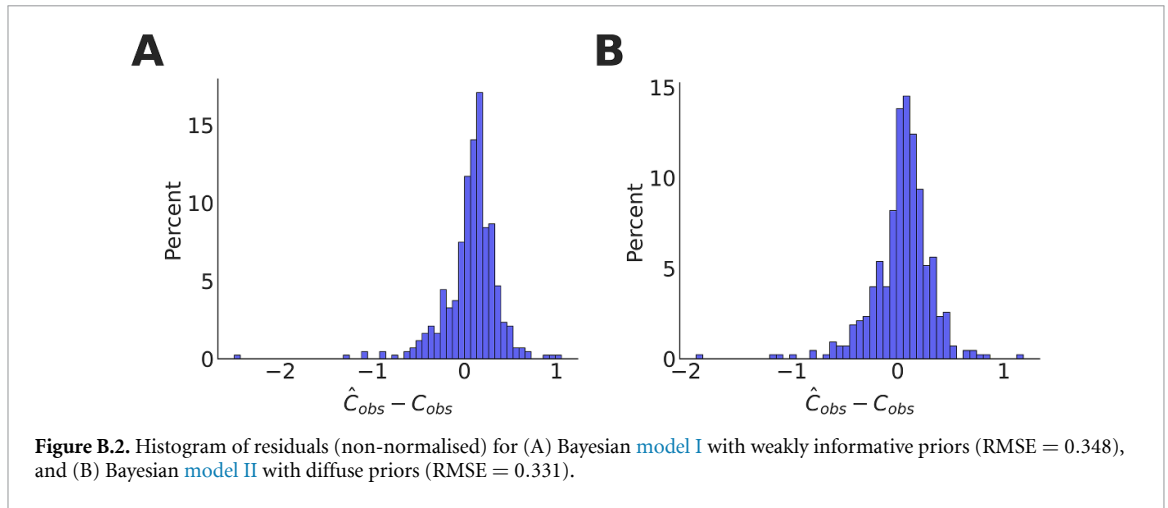 A
B
15
10
5
0
Percent
−2
−1
0
1
Ĉobs − Cobs
15
10
5
0
Percent
−2
−1
0
1
Ĉobs − Cobs
Figure B.2. Histogram of residuals (non-normalised) for (A) Bayesian model I with weakly informative priors (RMSE = 0.348),
and (B) Bayesian model II with diffuse priors (RMSE = 0.331).